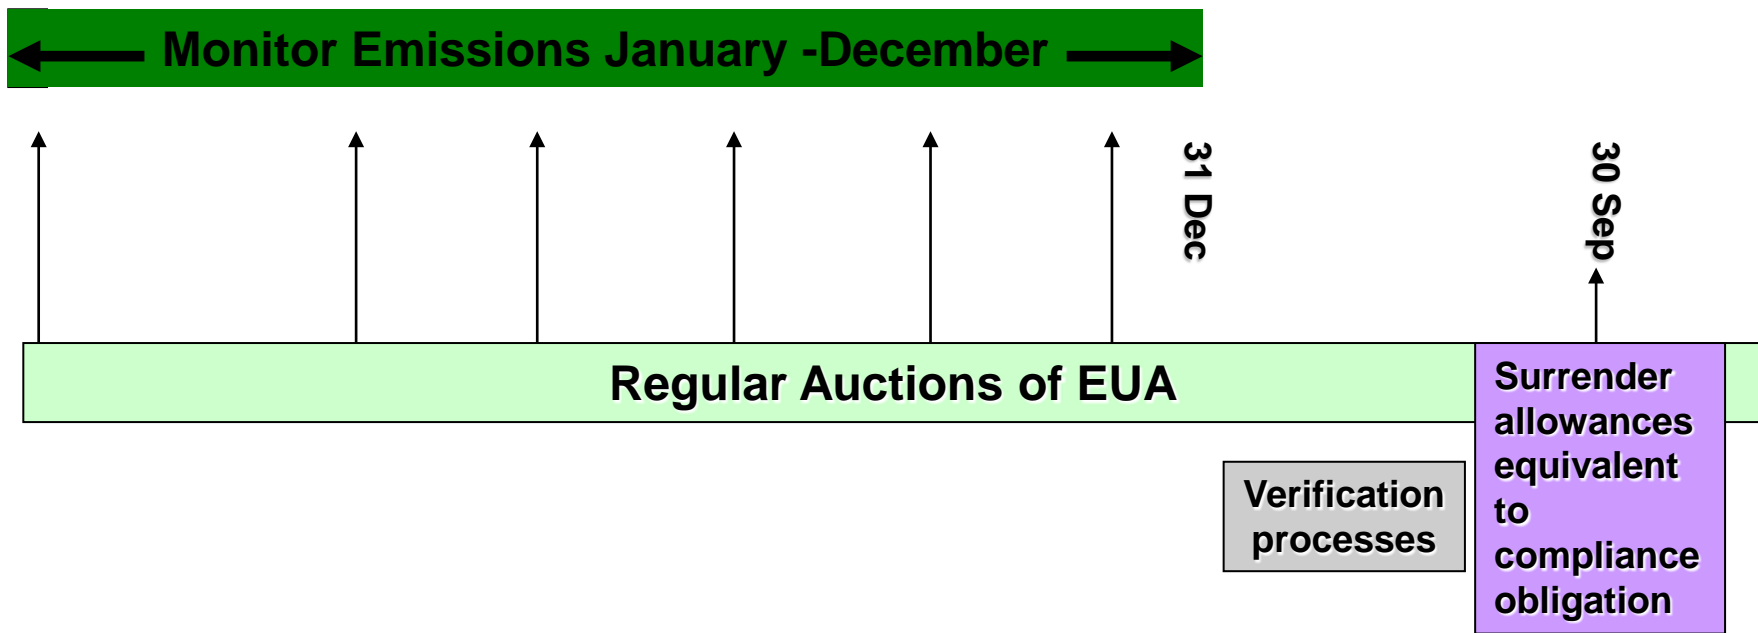 Monitor Emissions January -December
31 Dec
30 Sep
Regular Auctions of EUA
Surrender
allowances
equivalent
to
compliance
obligation
Verification
processes